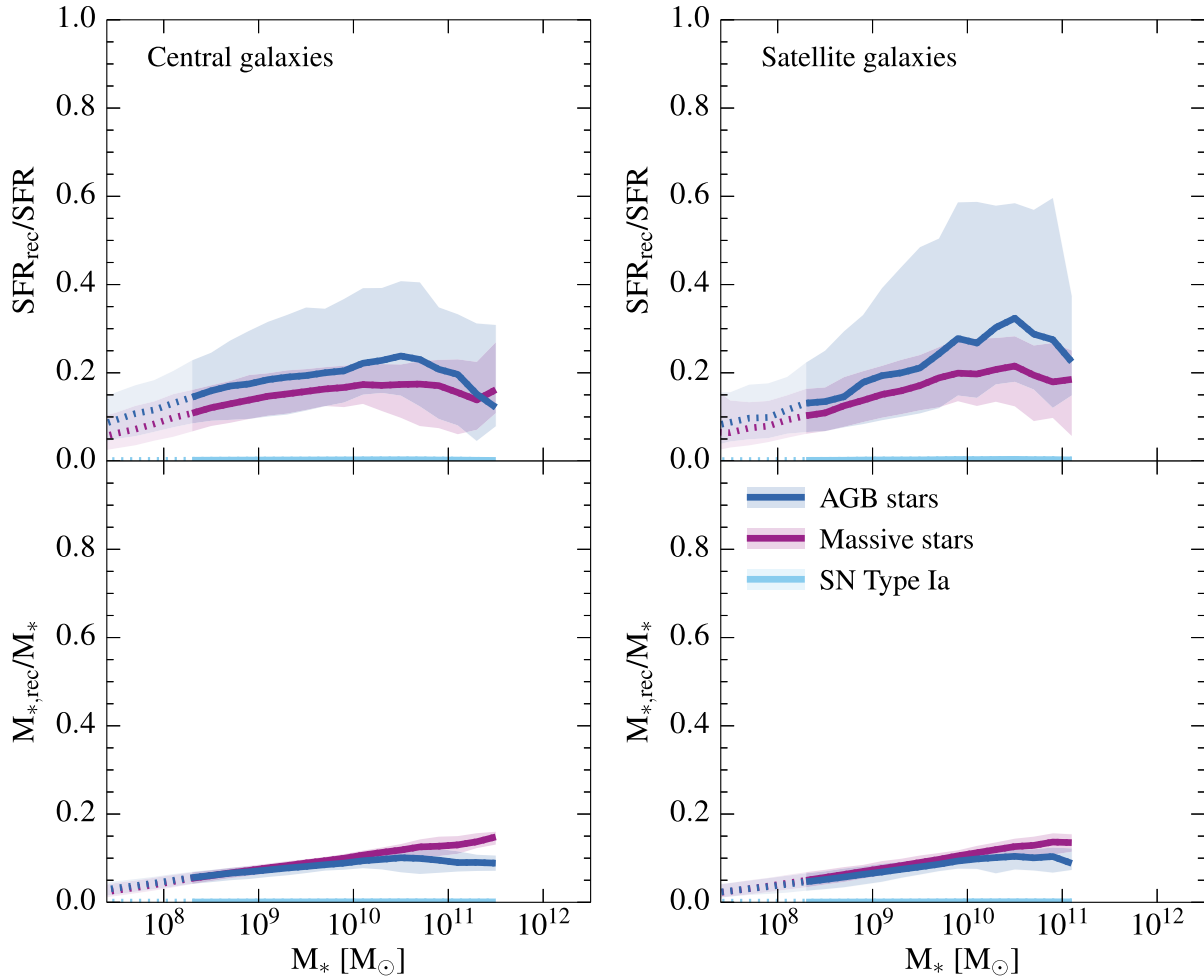 Central galaxies
Satellite galaxies
SFR_rec/SFR
1.0
0.8
0.6
0.4
0.2
0.0
SFR_rec/SFR
1.0
0.8
0.6
0.4
0.2
0.0
M_{*,rec}/M_*
0.8
0.6
0.4
0.2
0.0
M_{*,rec}/M_*
0.8
0.6
0.4
0.2
0.0
AGB stars
Massive stars
SN Type Ia
10^8 10^9 10^10 10^11 10^12
M_* [M_⊙]
10^8 10^9 10^10 10^11 10^12
M_* [M_⊙]